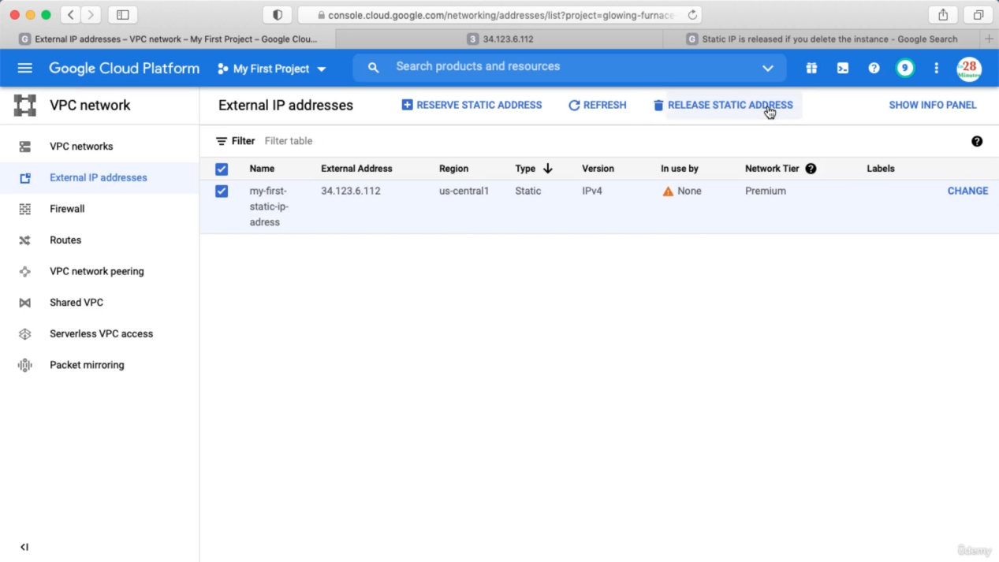 console.cloud.google.com/networking/addresses/list?project=glowing-furnace
External IP addresses – VPC network – My First Project – Google Clou...
3 34.123.6.112
Static IP is released if you delete the instance - Google Search
Google Cloud Platform
My First Project
Search products and resources
9
28
Minutes
VPC network
External IP addresses
RESERVE STATIC ADDRESS
REFRESH
RELEASE STATIC ADDRESS
SHOW INFO PANEL
VPC networks
External IP addresses
Firewall
Routes
VPC network peering
Shared VPC
Serverless VPC access
Packet mirroring
Filter Filter table
Name External Address Region Type Version In use by Network Tier Labels
my-first-
static-ip-
adress
34.123.6.112 us-central1 Static IPv4 None Premium CHANGE
ûdemy